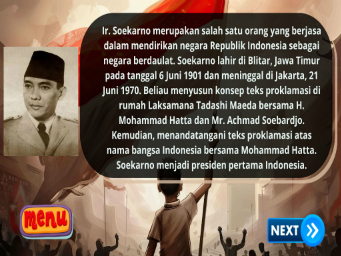 Ir. Soekarno merupakan salah satu orang yang berjasa
dalam mendirikan negara Republik Indonesia sebagai
negara berdaulat. Soekarno lahir di Blitar, Jawa Timur
pada tanggal 6 Juni 1901 dan meninggal di Jakarta, 21
Juni 1970. Beliau menyusun konsep teks proklamasi di
rumah Laksamana Tadashi Maeda bersama H.
Mohammad Hatta dan Mr. Achmad Soebardjo.
Kemudian, menandatangani teks proklamasi atas
nama bangsa Indonesia bersama Mohammad Hatta.
Soekarno menjadi presiden pertama Indonesia.
menu
NEXT